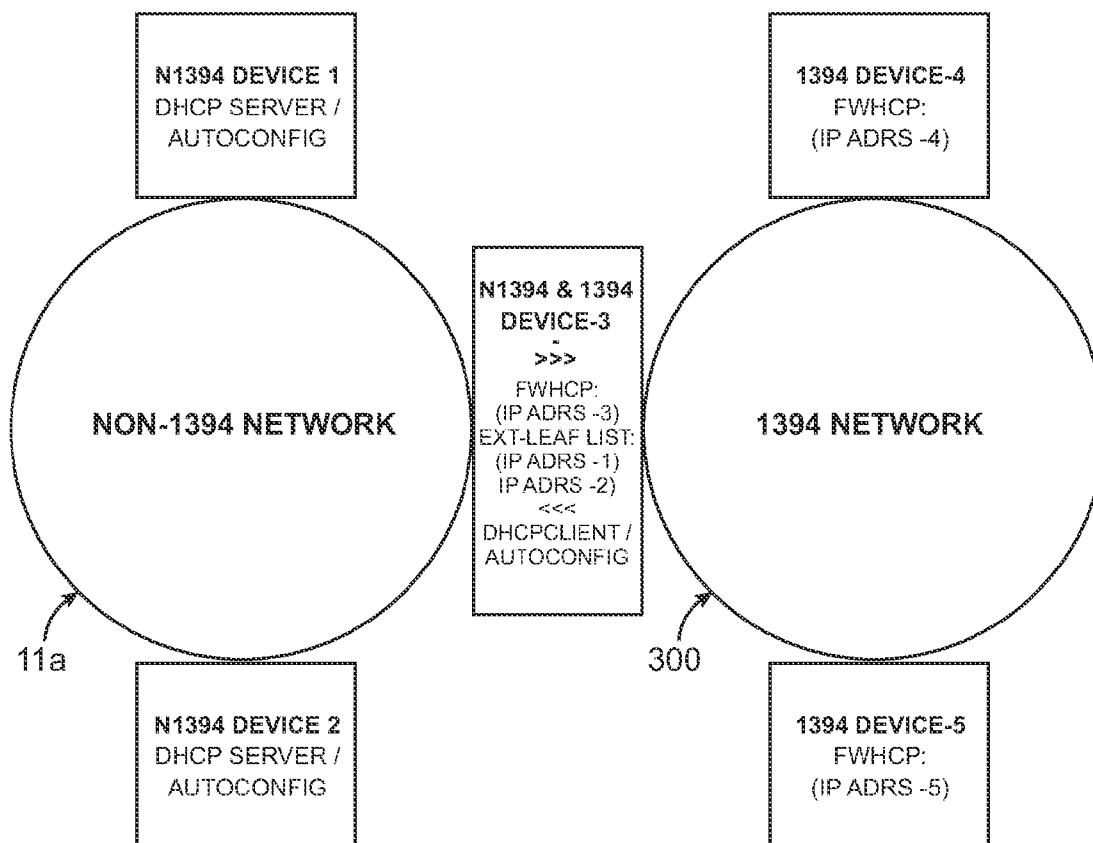 N1394 DEVICE 1
DHCP SERVER /
AUTOCONFIG
1394 DEVICE-4
FWHCP:
(IP ADRS -4)
NON-1394 NETWORK
N1394 & 1394
DEVICE-3
-
>>>
FWHCP:
(IP ADRS -3)
EXT-LEAF LIST:
(IP ADRS -1)
IP ADRS -2)
<<<
DHCPCLIENT /
AUTOCONFIG
1394 NETWORK
11a
300
N1394 DEVICE 2
DHCP SERVER /
AUTOCONFIG
1394 DEVICE-5
FWHCP:
(IP ADRS -5)